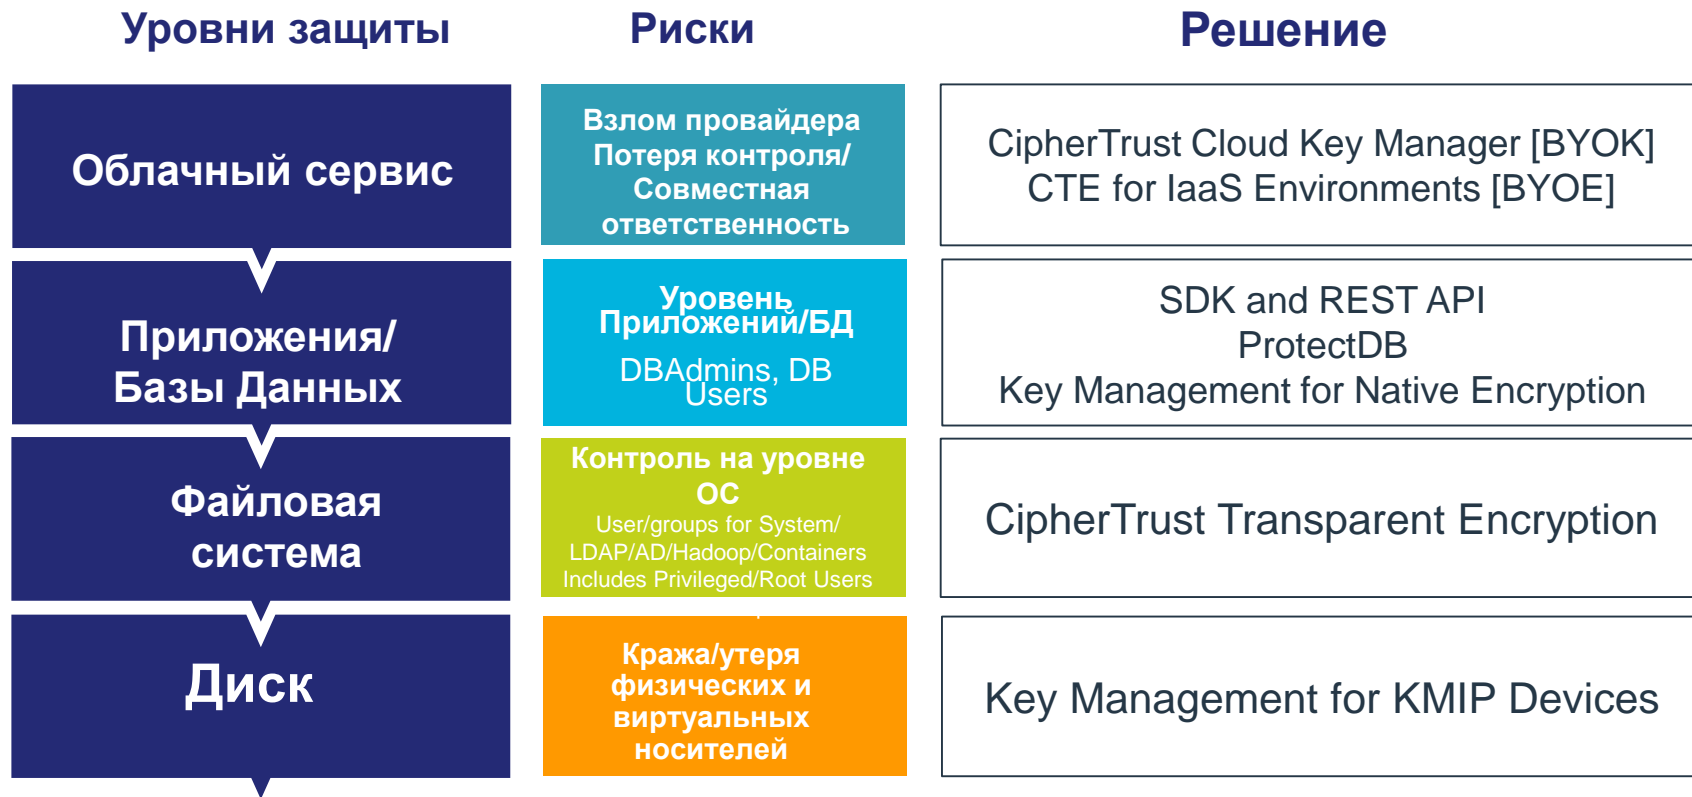 Уровни защиты
Риски
Решение
Облачный сервис
Взлом провайдера
Потеря контроля/
Совместная
ответственность
CipherTrust Cloud Key Manager [BYOK]
CTE for IaaS Environments [BYOE]
Приложения/
Базы Данных
Уровень
Приложений/БД
DBAdmins, DB
Users
SDK and REST API
ProtectDB
Key Management for Native Encryption
Файловая
система
Контроль на уровне
ОС
User/groups for System/
LDAP/AD/Hadoop/Containers
Includes Privileged/Root Users
CipherTrust Transparent Encryption
Диск
Кража/утеря
физических и
виртуальных
носителей
Key Management for KMIP Devices